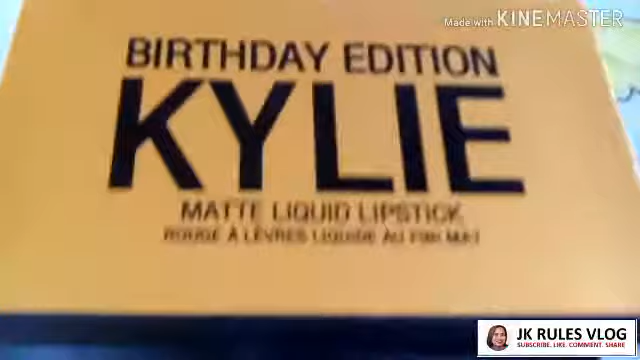 Made with KINEMASTER
BIRTHDAY EDITION
KYLIE
MATTE LIQUID LIPSTICK
ROUGE À LÈVRES LIQUIDE AU FINI MAT
JK RULES VLOG
SUBSCRIBE. LIKE. COMMENT. SHARE